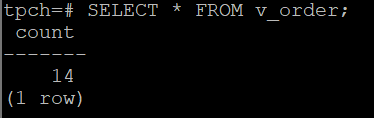 tpch=# SELECT * FROM v_order;
count
-------
14
(1 row)